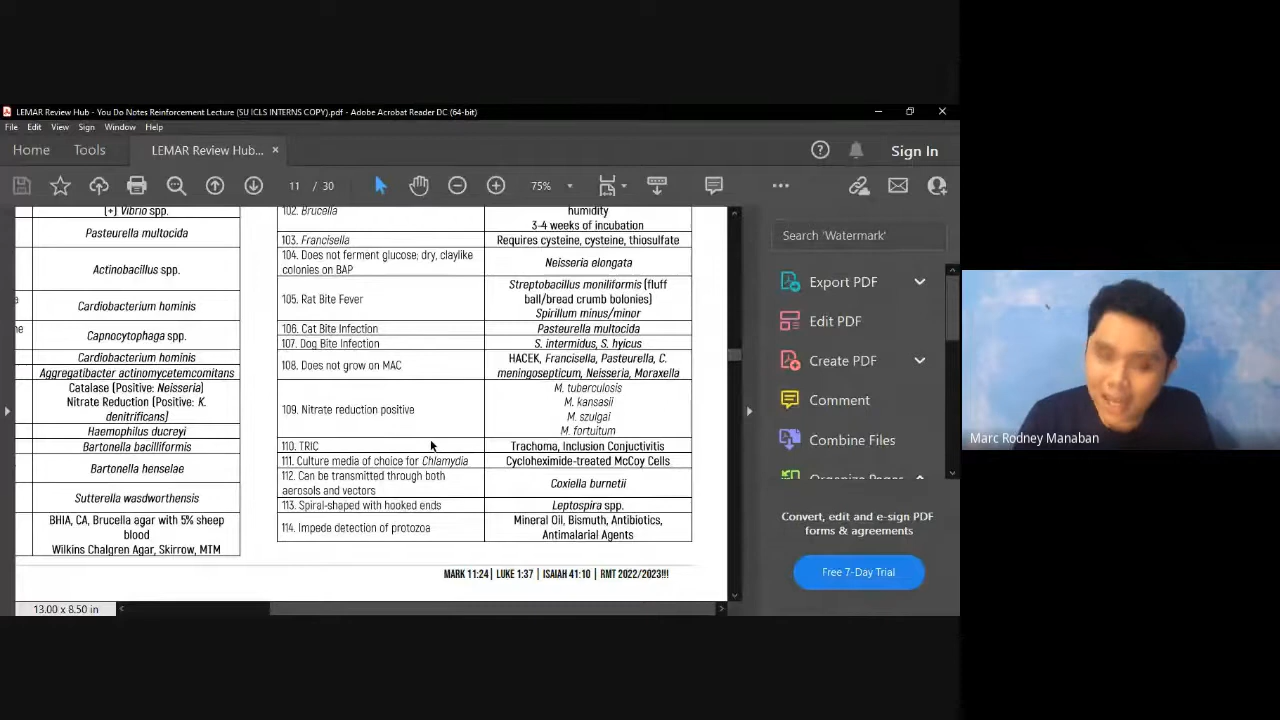 LEMAR Review Hub - You Do Notes Reinforcement Lecture (SU ICLS INTERNS COPY).pdf - Adobe Acrobat Reader DC (64-bit)
File Edit View Sign Window Help
Home Tools LEMAR Review Hub... × Sign In
11 / 30 75%
(+) Vibrio spp.
Pasteurella multocida
Actinobacillus spp.
Cardiobacterium hominis
Capnocytophaga spp.
Cardiobacterium hominis
Aggregatibacter actinomycetemcomitans
Catalase (Positive: Neisseria)
Nitrate Reduction (Positive: K.
denitrificans)
Haemophilus ducreyi
Bartonella bacilliformis
Bartonella henselae
Sutterella wasdworthensis
BHIA, CA, Brucella agar with 5% sheep
blood
Wilkins Chalgren Agar, Skirrow, MTM
102. Brucella
humidity
3-4 weeks of incubation
103. Francisella
Requires cysteine, cysteine, thiosulfate
104. Does not ferment glucose; dry, claylike
colonies on BAP
Neisseria elongata
105. Rat Bite Fever
Streptobacillus moniliformis (fluff
ball/bread crumb bolonies)
Spirillum minus/minor
106. Cat Bite Infection
Pasteurella multocida
107. Dog Bite Infection
S. intermidus, S. hyicus
108. Does not grow on MAC
HACEK, Francisella, Pasteurella, C.
meningosepticum, Neisseria, Moraxella
109. Nitrate reduction positive
M. tuberculosis
M. kansasii
M. szulgai
M. fortuitum
110. TRIC
Trachoma, Inclusion Conjuctivitis
111. Culture media of choice for Chlamydia
Cycloheximide-treated McCoy Cells
112. Can be transmitted through both
aerosols and vectors
Coxiella burnetii
113. Spiral-shaped with hooked ends
Leptospira spp.
114. Impede detection of protozoa
Mineral Oil, Bismuth, Antibiotics,
Antimalarial Agents
MARK 11:24| LUKE 1:37 | ISAIAH 41:10 | RMT 2022/2023!!!
13.00 x 8.50 in
Search 'Watermark'
Export PDF
Edit PDF
Create PDF
Comment
Combine Files
Organize Pages
Convert, edit and e-sign PDF
forms & agreements
Free 7-Day Trial
Marc Rodney Manaban